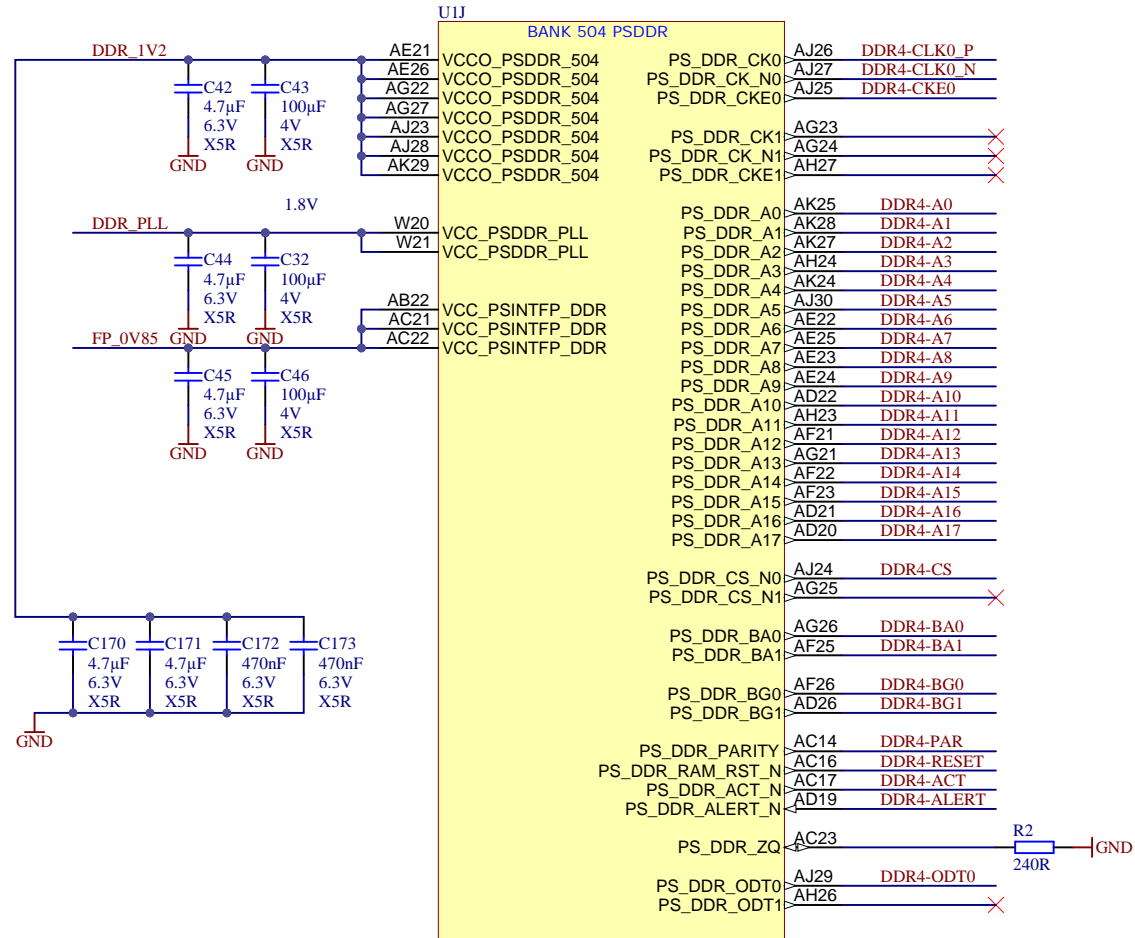 U1J
BANK 504 PSDDR
DDR_1V2
AE21 VCCO_PSDDR_504
AE26 VCCO_PSDDR_504
AG22 VCCO_PSDDR_504
AG27 VCCO_PSDDR_504
AJ23 VCCO_PSDDR_504
AJ28 VCCO_PSDDR_504
AK29 VCCO_PSDDR_504
C42
4.7µF
6.3V
X5R
GND
C43
100µF
4V
X5R
GND
1.8V
DDR_PLL
W20 VCC_PSDDR_PLL
W21 VCC_PSDDR_PLL
C44
4.7µF
6.3V
X5R
GND
C32
100µF
4V
X5R
GND
AB22 VCC_PSINTFP_DDR
AC21 VCC_PSINTFP_DDR
AC22 VCC_PSINTFP_DDR
FP_0V85
C45
4.7µF
6.3V
X5R
GND
C46
100µF
4V
X5R
GND
C170
4.7µF
6.3V
X5R
C171
4.7µF
6.3V
X5R
C172
470nF
6.3V
X5R
C173
470nF
6.3V
X5R
GND
PS_DDR_CK0 AJ26 DDR4-CLK0_P
PS_DDR_CK_N0 AJ27 DDR4-CLK0_N
PS_DDR_CKE0 AJ25 DDR4-CKE0
PS_DDR_CK1 AG23
PS_DDR_CK_N1 AG24
PS_DDR_CKE1 AH27
PS_DDR_A0 AK25 DDR4-A0
PS_DDR_A1 AK28 DDR4-A1
PS_DDR_A2 AK27 DDR4-A2
PS_DDR_A3 AH24 DDR4-A3
PS_DDR_A4 AK24 DDR4-A4
PS_DDR_A5 AJ30 DDR4-A5
PS_DDR_A6 AE22 DDR4-A6
PS_DDR_A7 AE25 DDR4-A7
PS_DDR_A8 AE23 DDR4-A8
PS_DDR_A9 AE24 DDR4-A9
PS_DDR_A10 AD22 DDR4-A10
PS_DDR_A11 AH23 DDR4-A11
PS_DDR_A12 AF21 DDR4-A12
PS_DDR_A13 AG21 DDR4-A13
PS_DDR_A14 AF22 DDR4-A14
PS_DDR_A15 AF23 DDR4-A15
PS_DDR_A16 AD21 DDR4-A16
PS_DDR_A17 AD20 DDR4-A17
PS_DDR_CS_N0 AJ24 DDR4-CS
PS_DDR_CS_N1 AG25
PS_DDR_BA0 AG26 DDR4-BA0
PS_DDR_BA1 AF25 DDR4-BA1
PS_DDR_BG0 AF26 DDR4-BG0
PS_DDR_BG1 AD26 DDR4-BG1
PS_DDR_PARITY AC14 DDR4-PAR
PS_DDR_RAM_RST_N AC16 DDR4-RESET
PS_DDR_ACT_N AC17 DDR4-ACT
PS_DDR_ALERT_N AD19 DDR4-ALERT
PS_DDR_ZQ AC23
R2
240R
GND
PS_DDR_ODT0 AJ29 DDR4-ODT0
PS_DDR_ODT1 AH26